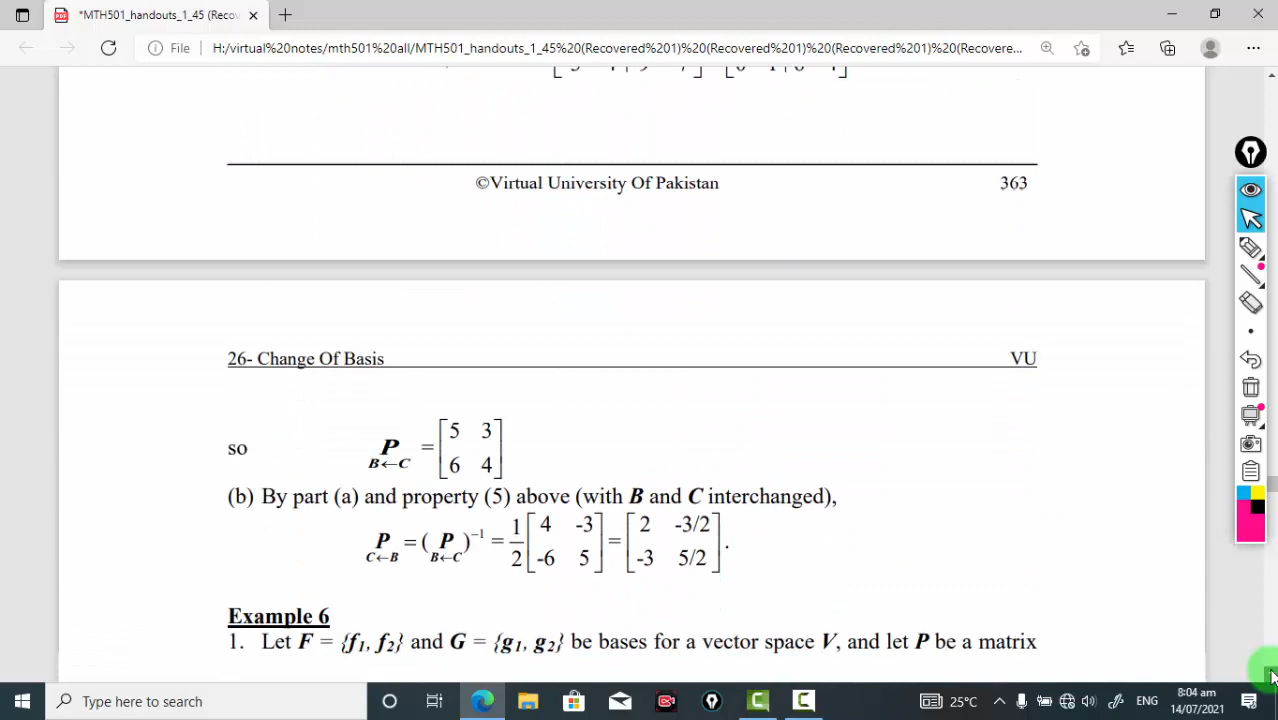 *MTH501_handouts_1_45 (Recov
File H:/virtual%20notes/mth501%20all/MTH501_handouts_1_45%20(Recovered%201)%20(Recovered%201)%20(Recovered%201)%20(Recovere...
©Virtual University Of Pakistan 363
26- Change Of Basis VU
so P B←C = [5 3
6 4]
(b) By part (a) and property (5) above (with B and C interchanged),
P C←B = ( P B←C )⁻¹ = 1/2 [4 -3
-6 5] = [2 -3/2
-3 5/2].
Example 6
1. Let F = {f₁, f₂} and G = {g₁, g₂} be bases for a vector space V, and let P be a matrix
Type here to search
25°C
ENG
8:04 am
14/07/2021